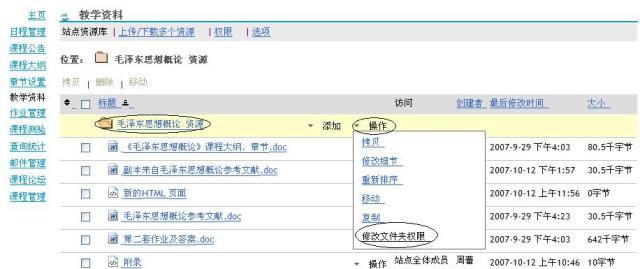 主页
日程管理
课程公告
课程大纲
章节设置
教学资料
作业管理
课程测验
查询统计
邮件管理
课程论坛
课程管理
教学资料
站点资源库 | 上传/下载多个资源 | 权限 | 选项
位置： 毛泽东思想概论 资源
拷贝 | 删除 | 移动
标题 访问 创建者 最后修改时间 大小
毛泽东思想概论 资源 添加 操作
《毛泽东思想概论》课程大纲、章节.doc 2007-9-29 下午4:03 80.5千字节
副本来自毛泽东思想概论参考文献.doc 2007-10-12 下午1:57 30.5千字节
新的HTML 页面 2007-10-12 上午11:56 0字节
毛泽东思想概论参考文献.doc 2007-9-29 下午4:23 30.5千字节
第二套作业及答案.doc 2007-9-29 下午4:03 642千字节
附录 操作 站点全体成员 周蕾 2007-10-12 上午10:46 10字节
拷贝
修改细节
重新排序
移动
复制
修改文件夹权限